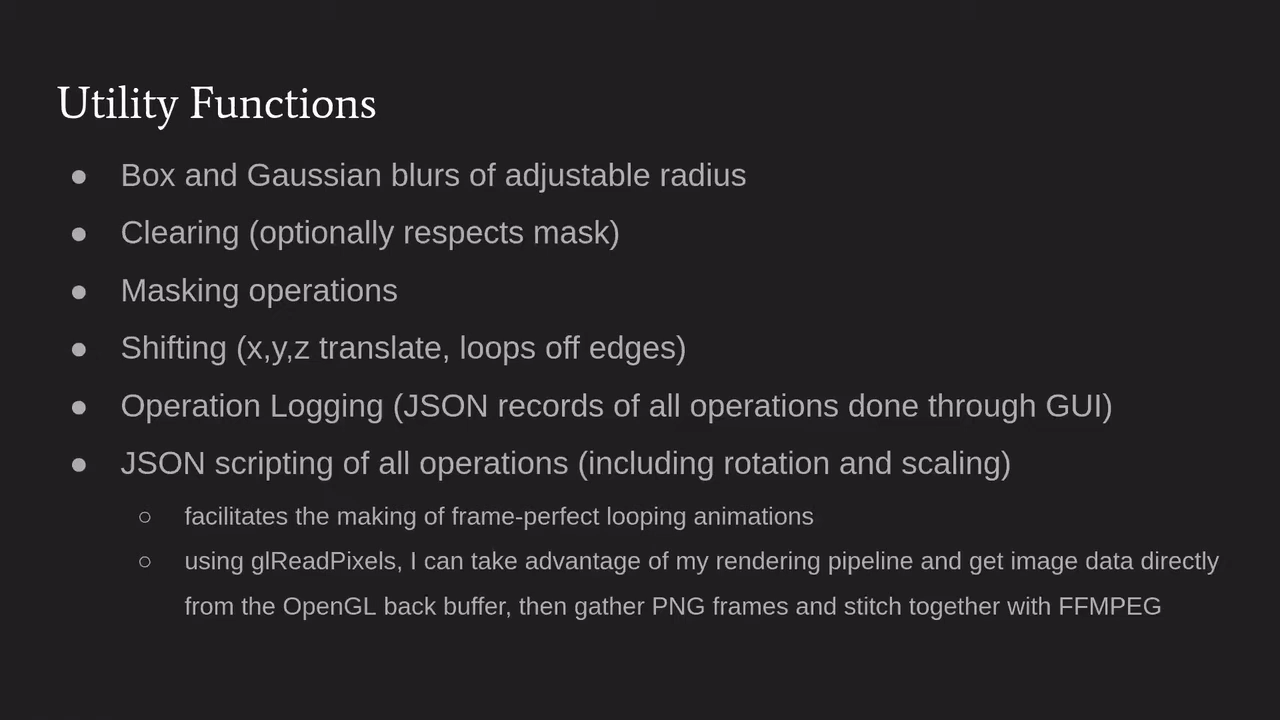 Utility Functions
● Box and Gaussian blurs of adjustable radius
● Clearing (optionally respects mask)
● Masking operations
● Shifting (x,y,z translate, loops off edges)
● Operation Logging (JSON records of all operations done through GUI)
● JSON scripting of all operations (including rotation and scaling)
○ facilitates the making of frame-perfect looping animations
○ using glReadPixels, I can take advantage of my rendering pipeline and get image data directly
from the OpenGL back buffer, then gather PNG frames and stitch together with FFMPEG